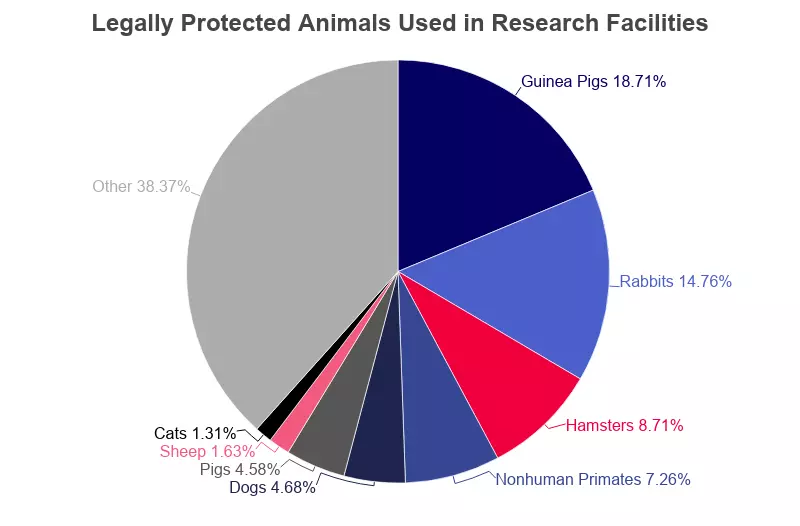 Legally Protected Animals Used in Research Facilities
Guinea Pigs 18.71%
Rabbits 14.76%
Hamsters 8.71%
Nonhuman Primates 7.26%
Dogs 4.68%
Pigs 4.58%
Sheep 1.63%
Cats 1.31%
Other 38.37%